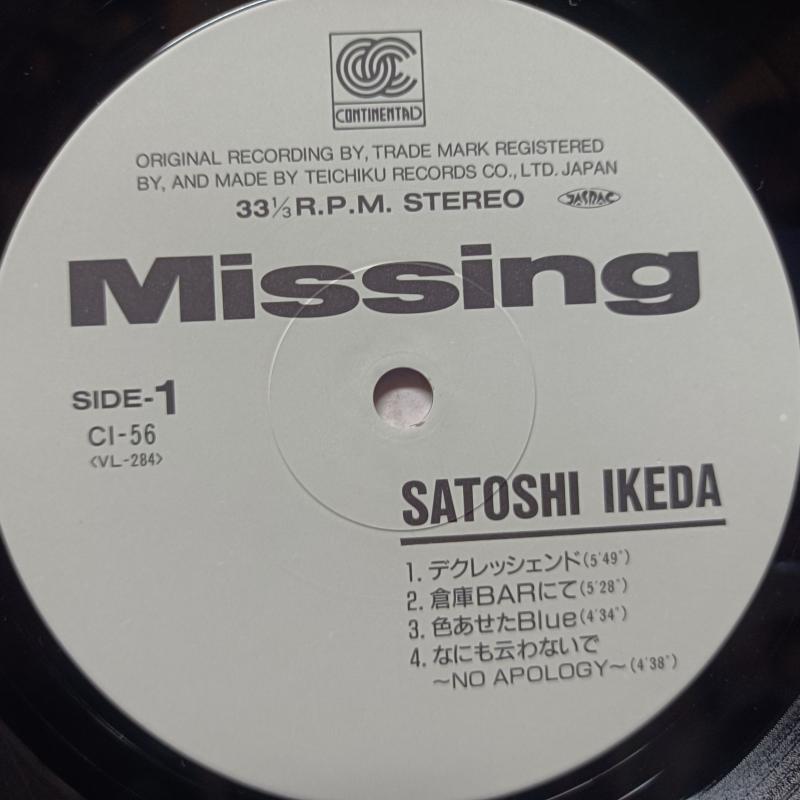 CONTINENTAL
ORIGINAL RECORDING BY, TRADE MARK REGISTERED
BY, AND MADE BY TEICHIKU RECORDS CO., LTD. JAPAN
33⅓ R.P.M. STEREO JASRAC
Missing
SIDE-1
CI-56
<VL-284>
SATOSHI IKEDA
1. デクレッシェンド(5'49")
2. 倉庫BARにて(5'28")
3. 色あせたBlue(4'34")
4. なにも云わないで
〜NO APOLOGY〜(4'38")